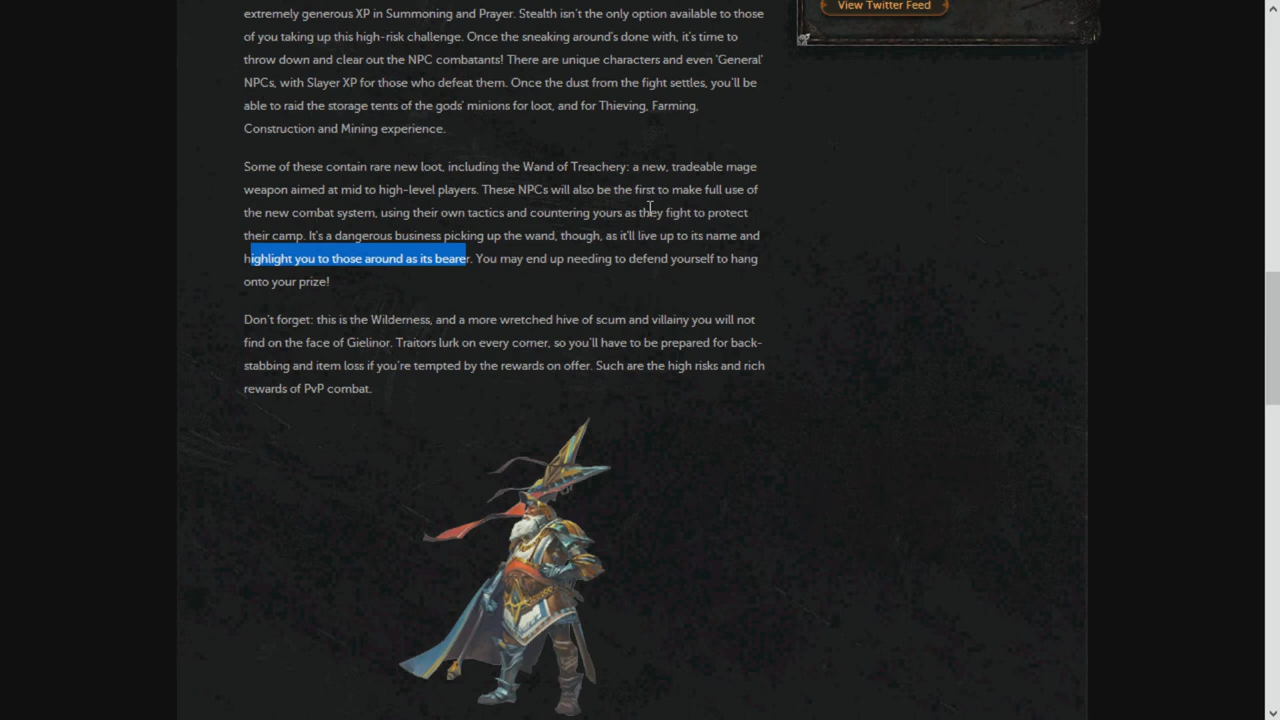 extremely generous XP in Summoning and Prayer. Stealth isn't the only option available to those
of you taking up this high-risk challenge. Once the sneaking around's done with, it's time to
throw down and clear out the NPC combatants! There are unique characters and even 'General'
NPCs, with Slayer XP for those who defeat them. Once the dust from the fight settles, you'll be
able to raid the storage tents of the gods' minions for loot, and for Thieving, Farming,
Construction and Mining experience.
Some of these contain rare new loot, including the Wand of Treachery: a new, tradeable mage
weapon aimed at mid to high-level players. These NPCs will also be the first to make full use of
the new combat system, using their own tactics and countering yours as they fight to protect
their camp. It's a dangerous business picking up the wand, though, as it'll live up to its name and
highlight you to those around as its bearer. You may end up needing to defend yourself to hang
onto your prize!
Don't forget: this is the Wilderness, and a more wretched hive of scum and villainy you will not
find on the face of Gielinor. Traitors lurk on every corner, so you'll have to be prepared for back-
stabbing and item loss if you're tempted by the rewards on offer. Such are the high risks and rich
rewards of PvP combat.
View Twitter Feed